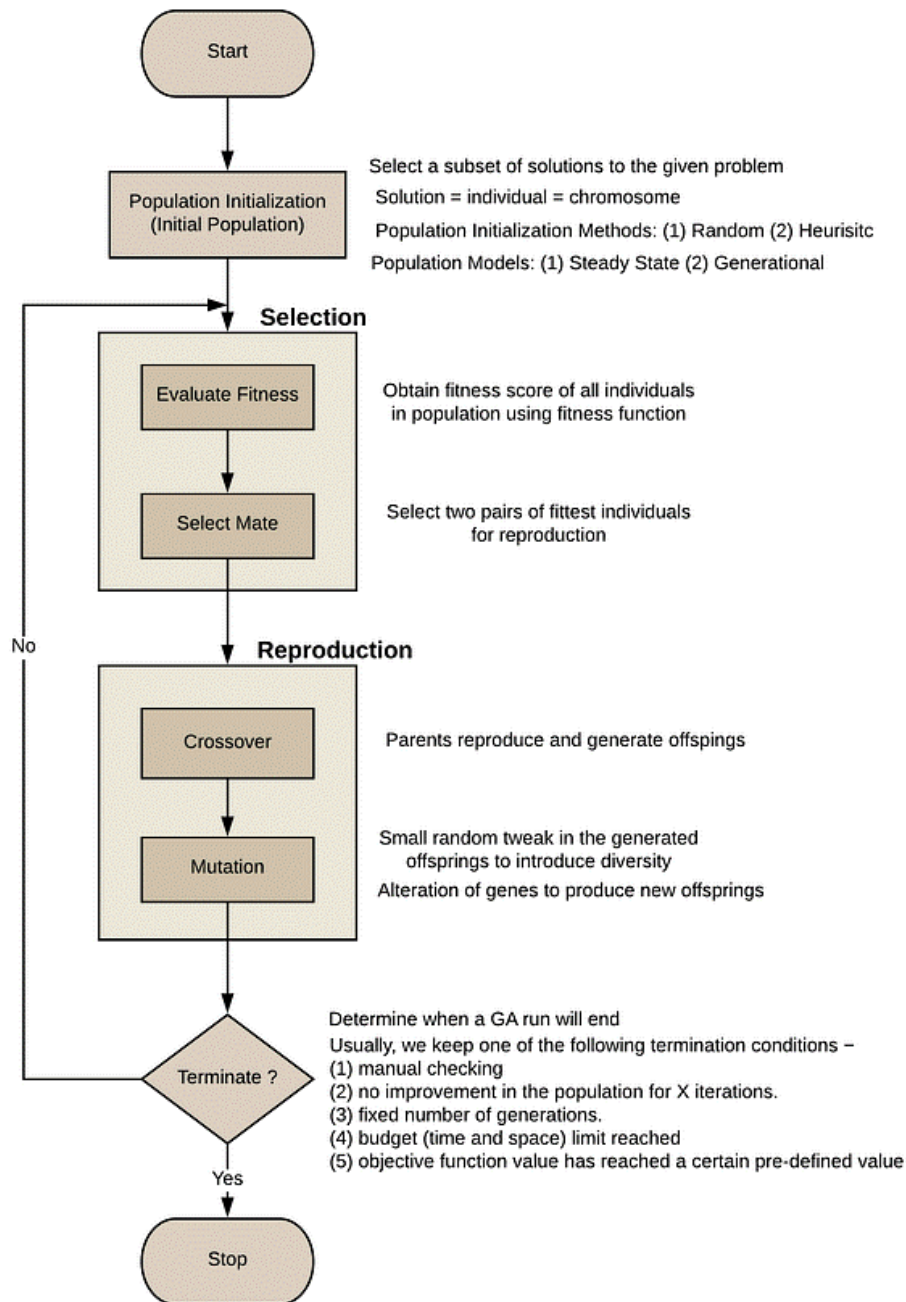 Start
Population Initialization
(Initial Population)
Select a subset of solutions to the given problem
Solution = individual = chromosome
Population Initialization Methods: (1) Random (2) Heurisitc
Population Models: (1) Steady State (2) Generational
Selection
Evaluate Fitness
Obtain fitness score of all individuals
in population using fitness function
Select Mate
Select two pairs of fittest individuals
for reproduction
No
Reproduction
Crossover
Parents reproduce and generate offspings
Mutation
Small random tweak in the generated
offsprings to introduce diversity
Alteration of genes to produce new offsprings
Terminate ?
Determine when a GA run will end
Usually, we keep one of the following termination conditions −
(1) manual checking
(2) no improvement in the population for X iterations.
(3) fixed number of generations.
(4) budget (time and space) limit reached
(5) objective function value has reached a certain pre-defined value
Yes
Stop